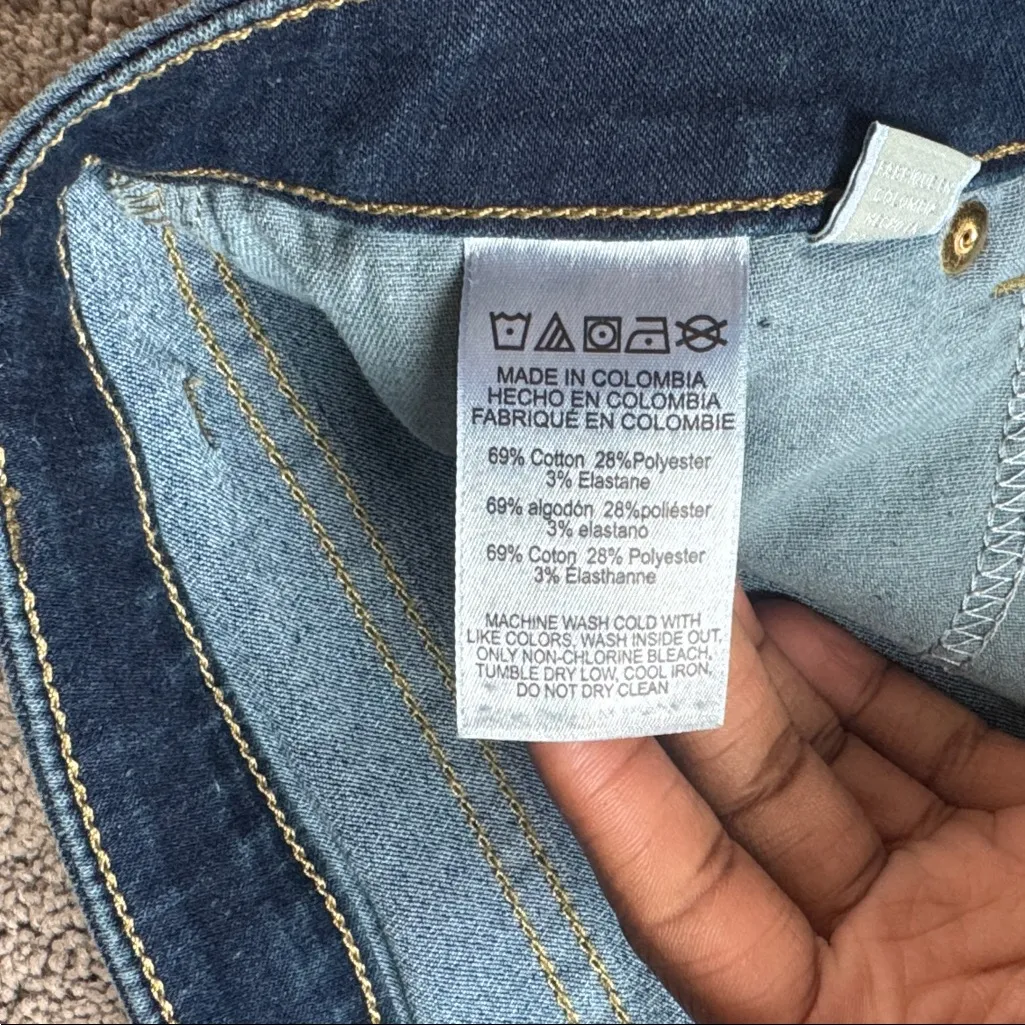 MADE IN COLOMBIA
HECHO EN COLOMBIA
FABRIQUÉ EN COLOMBIE
69% Cotton 28%Polyester
3% Elastane
69% algodón 28%poliéster
3% elastano
69% Coton 28% Polyester
3% Élasthanne
MACHINE WASH COLD WITH
LIKE COLORS, WASH INSIDE OUT,
ONLY NON-CHLORINE BLEACH,
TUMBLE DRY LOW, COOL IRON,
DO NOT DRY CLEAN